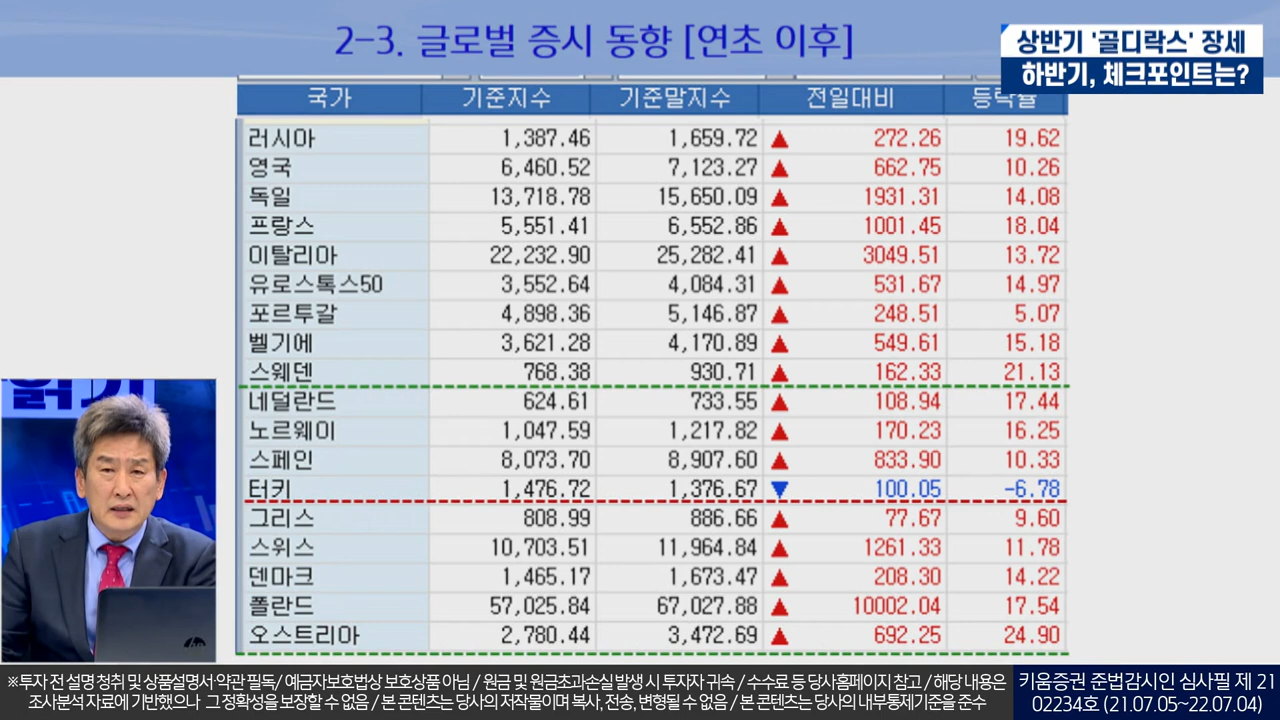 2-3. 글로벌 증시 동향 [연초 이후]
상반기 '골디락스' 장세
하반기, 체크포인트는?
국가 기준지수 기준말지수 전일대비 등락률
러시아 1,387.46 1,659.72 ▲ 272.26 19.62
영국 6,460.52 7,123.27 ▲ 662.75 10.26
독일 13,718.78 15,650.09 ▲ 1931.31 14.08
프랑스 5,551.41 6,552.86 ▲ 1001.45 18.04
이탈리아 22,232.90 25,282.41 ▲ 3049.51 13.72
유로스톡스50 3,552.64 4,084.31 ▲ 531.67 14.97
포르투갈 4,898.36 5,146.87 ▲ 248.51 5.07
벨기에 3,621.28 4,170.89 ▲ 549.61 15.18
스웨덴 768.38 930.71 ▲ 162.33 21.13
네덜란드 624.61 733.55 ▲ 108.94 17.44
노르웨이 1,047.59 1,217.82 ▲ 170.23 16.25
스페인 8,073.70 8,907.60 ▲ 833.90 10.33
터키 1,476.72 1,376.67 ▼ 100.05 -6.78
그리스 808.99 886.66 ▲ 77.67 9.60
스위스 10,703.51 11,964.84 ▲ 1261.33 11.78
덴마크 1,465.17 1,673.47 ▲ 208.30 14.22
폴란드 57,025.84 67,027.88 ▲ 10002.04 17.54
오스트리아 2,780.44 3,472.69 ▲ 692.25 24.90
읽기
※투자 전 설명 청취 및 상품설명서·약관 필독/ 예금자보호법상 보호상품 아님 / 원금 및 원금초과손실 발생 시 투자자 귀속 / 수수료 등 당사홈페이지 참고 / 해당 내용은
조사분석 자료에 기반했으나 그 정확성을 보장할 수 없음 / 본 콘텐츠는 당사의 저작물이며 복사, 전송, 변형될 수 없음 / 본 콘텐츠는 당사의 내부통제기준을 준수
키움증권 준법감시인 심사필 제 21
02234호 (21.07.05~22.07.04)